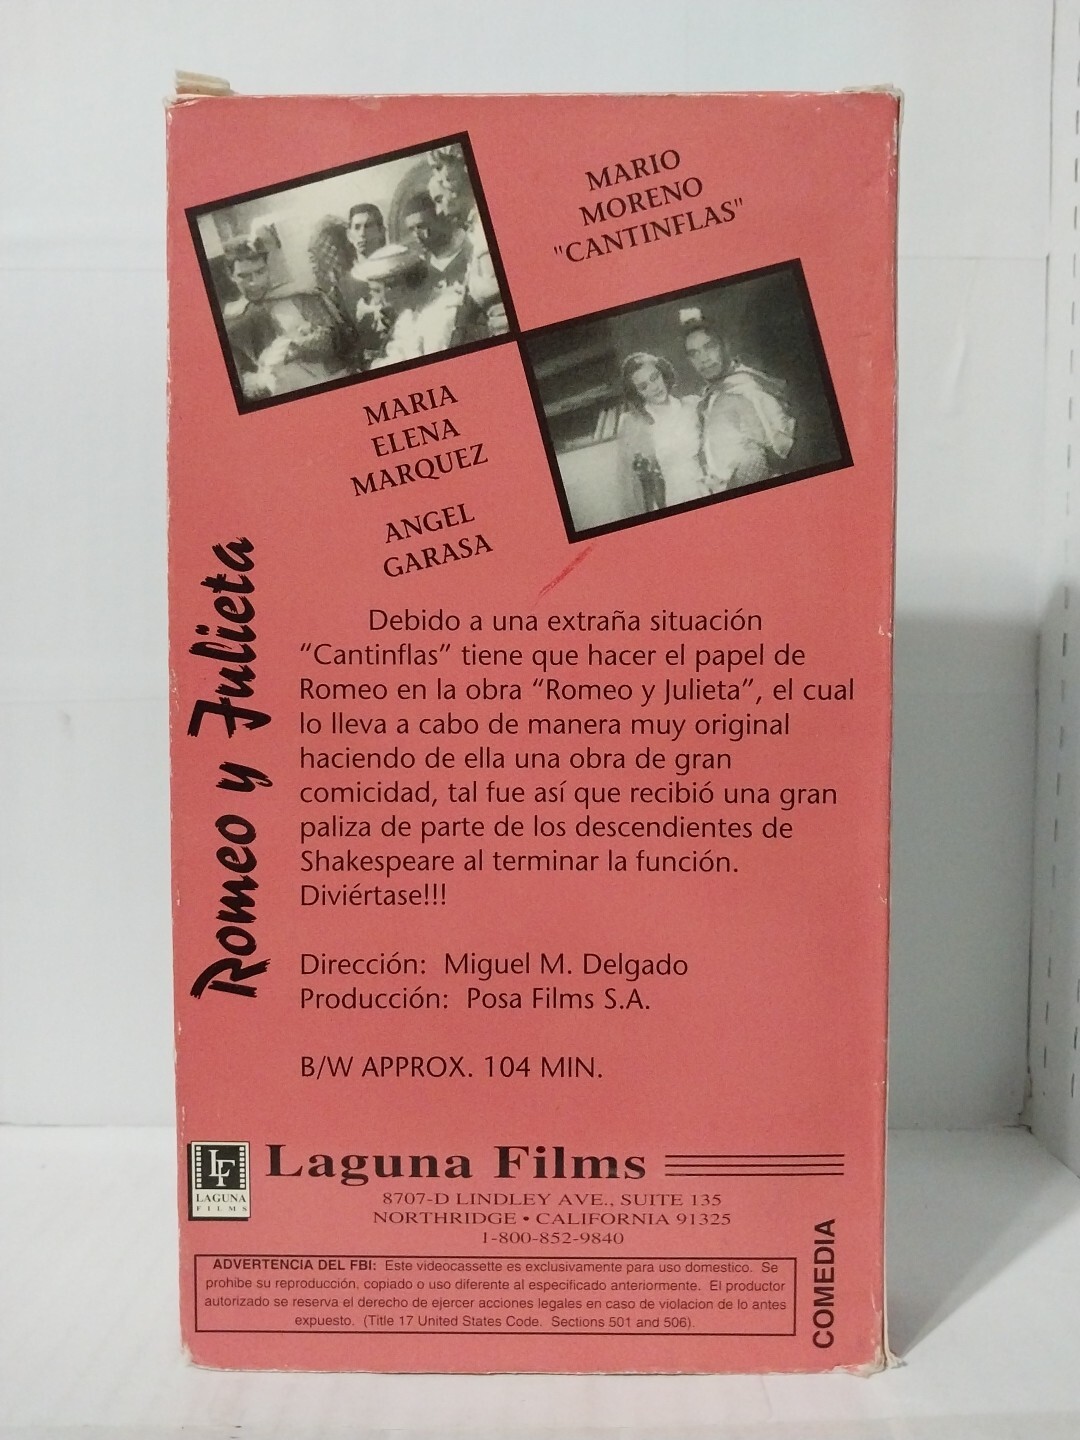 MARIO
MORENO
"CANTINFLAS"
MARIA
ELENA
MARQUEZ
ANGEL
GARASA
Romeo y Julieta
Debido a una extraña situación
“Cantinflas” tiene que hacer el papel de
Romeo en la obra “Romeo y Julieta”, el cual
lo lleva a cabo de manera muy original
haciendo de ella una obra de gran
comicidad, tal fue así que recibió una gran
paliza de parte de los descendientes de
Shakespeare al terminar la función.
Diviértase!!!
Dirección: Miguel M. Delgado
Producción: Posa Films S.A.
B/W APPROX. 104 MIN.
LF
LAGUNA
FILMS
Laguna Films
8707-D LINDLEY AVE., SUITE 135
NORTHRIDGE • CALIFORNIA 91325
1-800-852-9840
ADVERTENCIA DEL FBI: Este videocassette es exclusivamente para uso domestico. Se
prohibe su reproducción, copiado o uso diferente al especificado anteriormente. El productor
autorizado se reserva el derecho de ejercer acciones legales en caso de violacion de lo antes
expuesto. (Title 17 United States Code. Sections 501 and 506).
COMEDIA